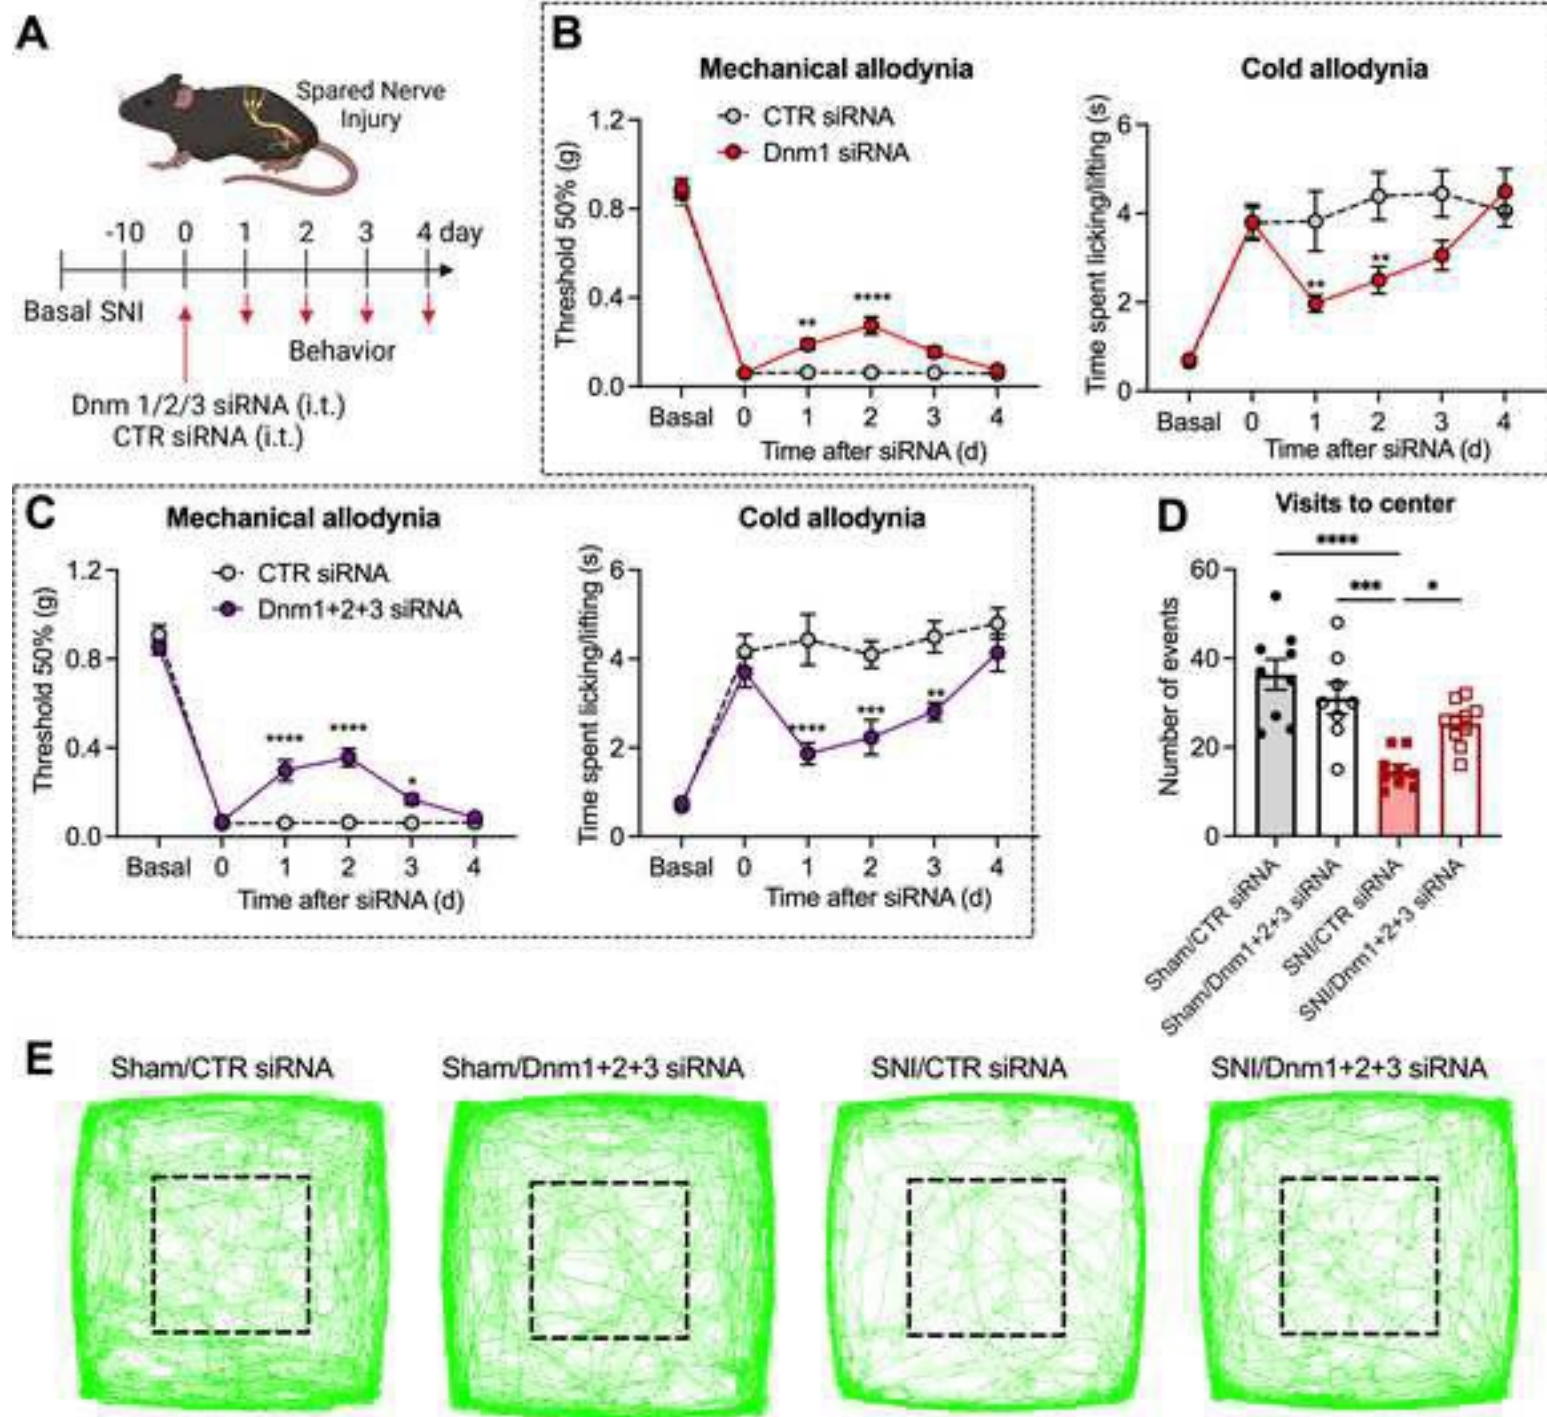 A
Spared Nerve
Injury
-10 0 1 2 3 4 day
Basal SNI
Behavior
Dnm 1/2/3 siRNA (i.t.)
CTR siRNA (i.t.)
B
Mechanical allodynia
CTR siRNA
Dnm1 siRNA
Threshold 50% (g)
1.2
0.8
0.4
0.0
** ****
Basal 0 1 2 3 4
Time after siRNA (d)
Cold allodynia
Time spent licking/lifting (s)
6
4
2
0
** **
Basal 0 1 2 3 4
Time after siRNA (d)
C
Mechanical allodynia
CTR siRNA
Dnm1+2+3 siRNA
Threshold 50% (g)
1.2
0.8
0.4
0.0
**** **** *
Basal 0 1 2 3 4
Time after siRNA (d)
Cold allodynia
Time spent licking/lifting (s)
6
4
2
0
**** *** **
Basal 0 1 2 3 4
Time after siRNA (d)
D
Visits to center
****
*** *
Number of events
60
40
20
0
Sham/CTR siRNA
Sham/Dnm1+2+3 siRNA
SNI/CTR siRNA
SNI/Dnm1+2+3 siRNA
E
Sham/CTR siRNA
Sham/Dnm1+2+3 siRNA
SNI/CTR siRNA
SNI/Dnm1+2+3 siRNA